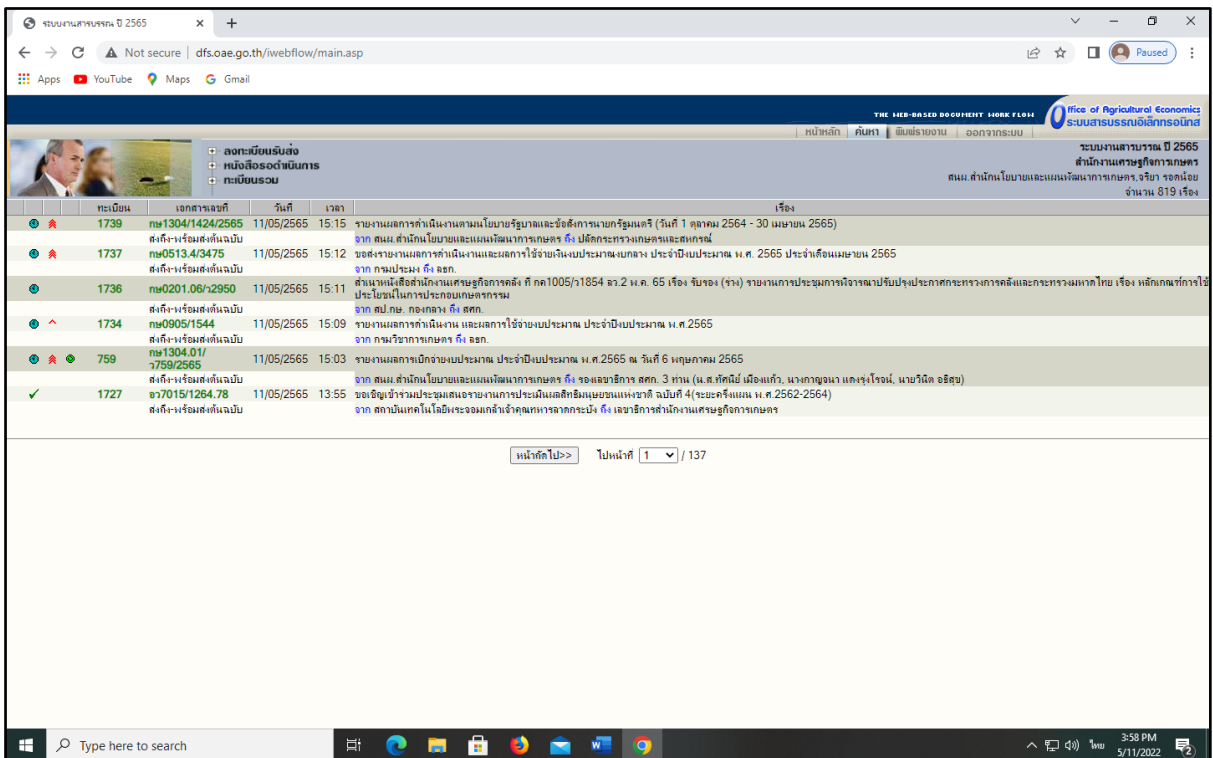 ระบบงานสารบรรณ ปี 2565
Not secure | dfs.oae.go.th/iwebflow/main.asp
Paused
Apps YouTube Maps Gmail
THE WEB-BASED DOCUMENT WORK FLOW
Office of Agricultural Economics
ระบบสารบรรณอิเล็กทรอนิกส
หน้าหลัก ค้นหา พิมพ์รายงาน ออกจากระบบ
ลงทะเบียนรับส่ง
หนังสือรอดำเนินการ
ทะเบียนรวม
ระบบงานสารบรรณ ปี 2565
สำนักงานเศรษฐกิจการเกษตร
สนผ.สำนักนโยบายและแผนพัฒนาการเกษตร,จริยา รอดน้อย
จำนวน 819 เรื่อง
ทะเบียน เอกสารเลขที่ วันที่ เวลา เรื่อง
1739 กษ1304/1424/2565 11/05/2565 15:15 รายงานผลการดำเนินงานตามนโยบายรัฐบาลและข้อสั่งการนายกรัฐมนตรี (วันที่ 1 ตุลาคม 2564 - 30 เมษายน 2565)
ส่งถึง-พร้อมส่งต้นฉบับ จาก สนผ.สำนักนโยบายและแผนพัฒนาการเกษตร ถึง ปลัดกระทรวงเกษตรและสหกรณ์
1737 กษ0513.4/3475 11/05/2565 15:12 ขอส่งรายงานผลการดำเนินงานและผลการใช้จ่ายเงินงบประมาณงบกลาง ประจำปีงบประมาณ พ.ศ. 2565 ประจำเดือนเมษายน 2565
ส่งถึง-พร้อมส่งต้นฉบับ จาก กรมประมง ถึง ลธก.
1736 กษ0201.06/ว2950 11/05/2565 15:11 สำเนาหนังสือสำนักงานเศรษฐกิจการคลัง ที่ กค1005/ว1854 ลว.2 พ.ค. 65 เรื่อง รับรอง (ร่าง) รายงานการประชุมการพิจารณาปรับปรุงประกาศกระทรวงการคลังและกระทรวงมหาดไทย เรื่อง หลักเกณฑ์การใช้
ประโยชน์ในการประกอบเกษตรกรรม
ส่งถึง-พร้อมส่งต้นฉบับ จาก สป.กษ. กองกลาง ถึง สศก.
1734 กษ0905/1544 11/05/2565 15:09 รายงานผลการดำเนินงาน และผลการใช้จ่ายงบประมาณ ประจำปีงบประมาณ พ.ศ.2565
ส่งถึง-พร้อมส่งต้นฉบับ จาก กรมวิชาการเกษตร ถึง ลธก.
759 กษ1304.01/
ว759/2565 11/05/2565 15:03 รายงานผลการเบิกจ่ายงบประมาณ ประจำปีงบประมาณ พ.ศ.2565 ณ วันที่ 6 พฤษภาคม 2565
ส่งถึง-พร้อมส่งต้นฉบับ จาก สนผ.สำนักนโยบายและแผนพัฒนาการเกษตร ถึง รองเลขาธิการ สศก. 3 ท่าน (น.ส.ทัศนีย์ เมืองแก้ว, นางกาญจนา แดงรุ่งโรจน์, นายวินิต อธิสุข)
1727 อว7015/1264.78 11/05/2565 13:55 ขอเชิญเข้าร่วมประชุมเสนอรายงานการประเมินผลสิทธิมนุษยชนแห่งชาติ ฉบับที่ 4(ระยะครึ่งแผน พ.ศ.2562-2564)
ส่งถึง-พร้อมส่งต้นฉบับ จาก สถาบันเทคโนโลยีพระจอมเกล้าเจ้าคุณทหารลาดกระบัง ถึง เลขาธิการสำนักงานเศรษฐกิจการเกษตร
หน้าถัดไป>> ไปหน้าที่ 1 / 137
Type here to search
ไทย
3:58 PM
5/11/2022
2